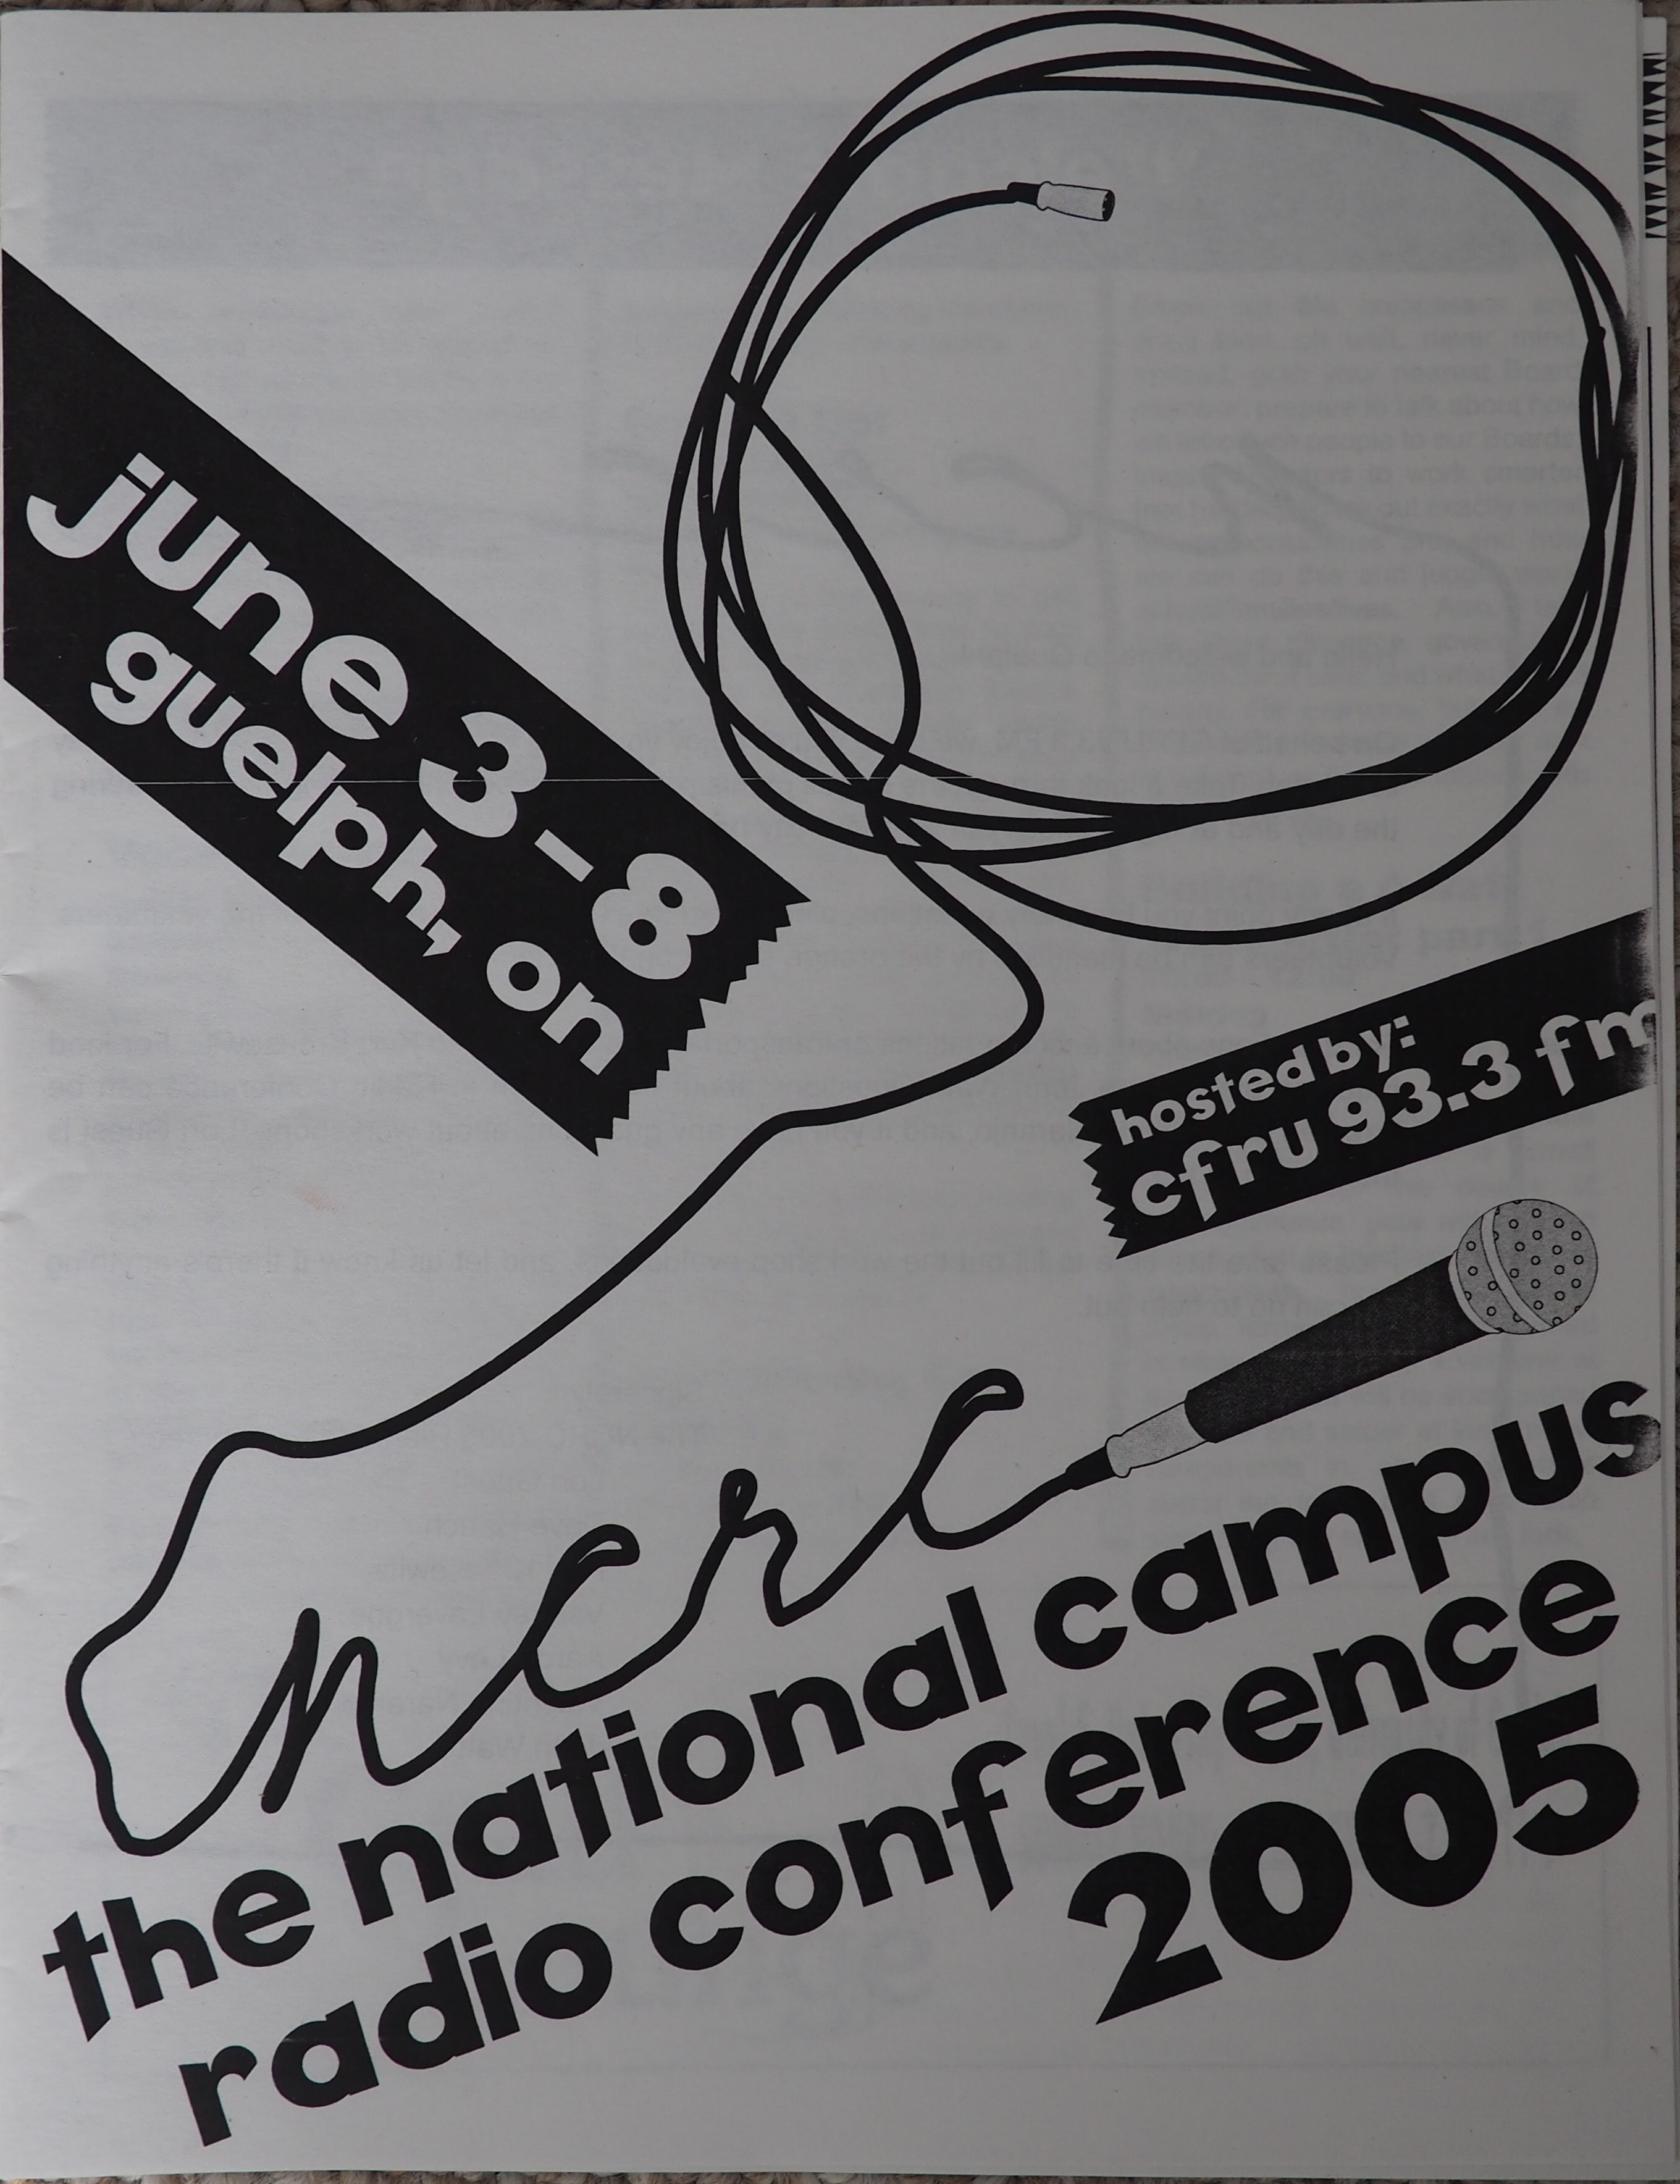 june 3-8
guelph, on
hosted by:
cfru 93.3 fm
ncrc
the national campus
radio conference
2005